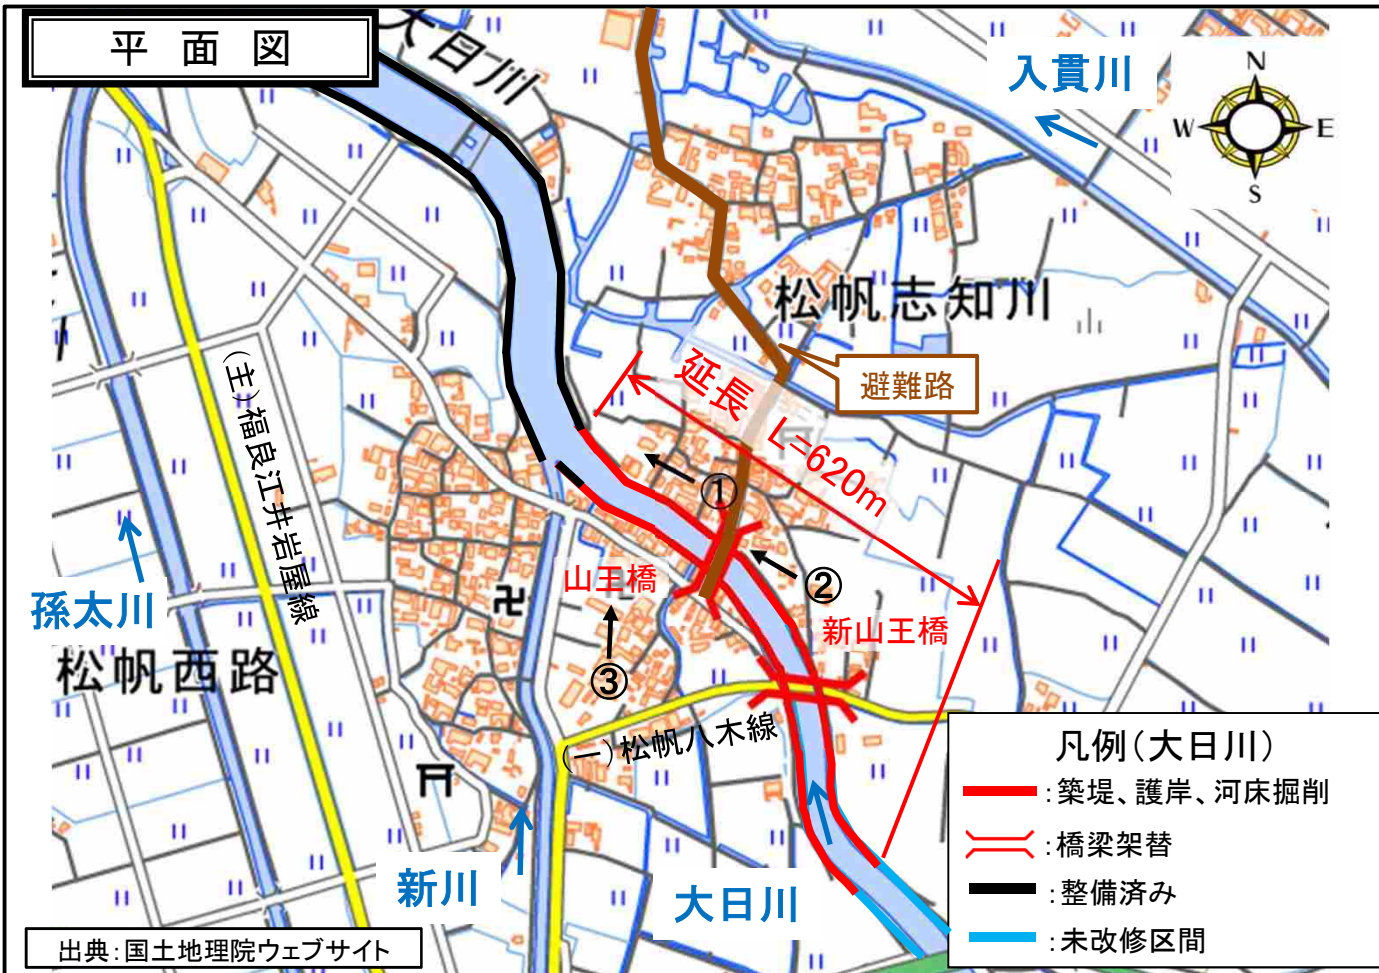 平面図
大日川
入貫川
N
W E
S
松帆志知川
避難路
延長 L=620m
(主)福良江井岩屋線
①
②
山王橋
新山王橋
③
孫太川
松帆西路
(一)松帆八木線
新川
大日川
凡例(大日川)
:築堤、護岸、河床掘削
:橋梁架替
:整備済み
:未改修区間
出典:国土地理院ウェブサイト